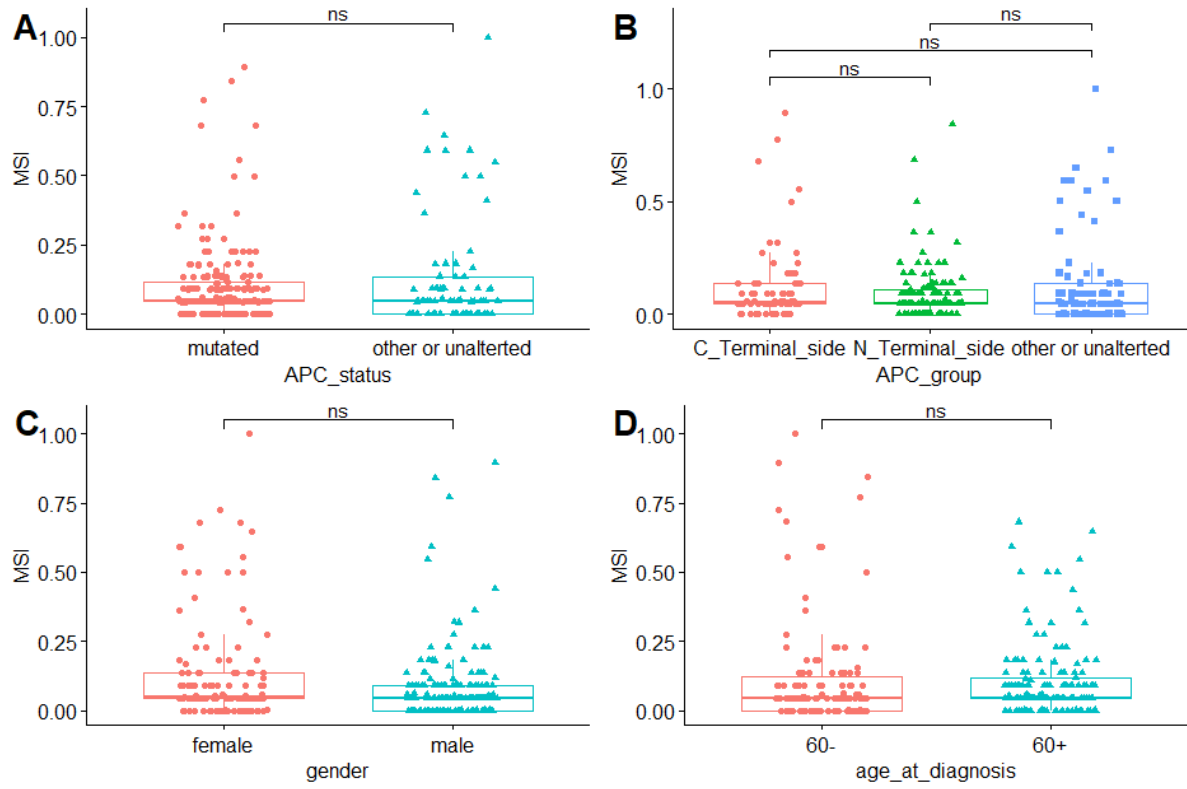 A
ns
1.00
0.75
0.50
0.25
0.00
MSI
mutated
other or unalterted
APC_status
B
ns
ns
ns
1.0
0.5
0.0
MSI
C_Terminal_side
N_Terminal_side
other or unalterted
APC_group
C
ns
1.00
0.75
0.50
0.25
0.00
MSI
female
male
gender
D
ns
1.00
0.75
0.50
0.25
0.00
MSI
60-
60+
age_at_diagnosis